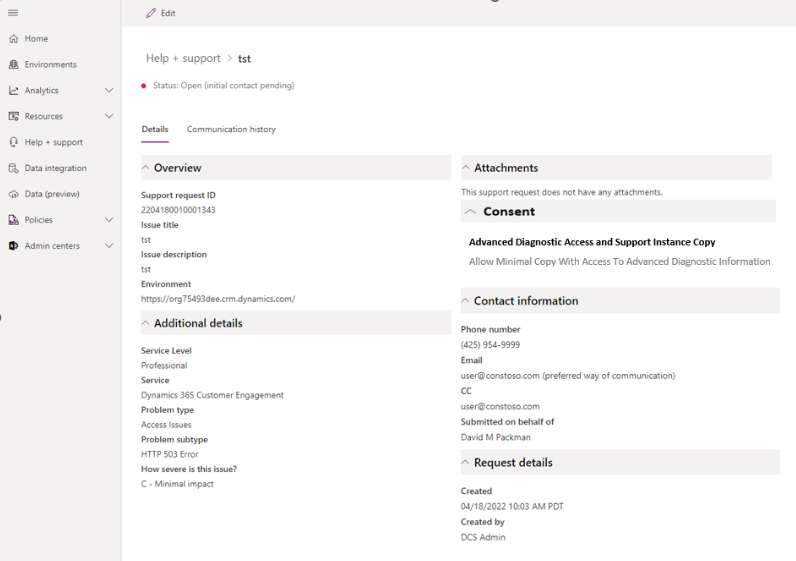 Edit
Home
Environments
Analytics
Resources
Help + support
Data integration
Data (preview)
Policies
Admin centers
Help + support > tst
Status: Open (initial contact pending)
Details
Communication history
Overview
Support request ID
2204180010001343
Issue title
tst
Issue description
tst
Environment
https://org75493dee.crm.dynamics.com/
Additional details
Service Level
Professional
Service
Dynamics 365 Customer Engagement
Problem type
Access Issues
Problem subtype
HTTP 503 Error
How severe is this issue?
C - Minimal impact
Attachments
This support request does not have any attachments.
Consent
Advanced Diagnostic Access and Support Instance Copy
Allow Minimal Copy With Access To Advanced Diagnostic Information
Contact information
Phone number
(425) 954-9999
Email
user@constoso.com (preferred way of communication)
CC
user@constoso.com
Submitted on behalf of
David M Packman
Request details
Created
04/18/2022 10:03 AM PDT
Created by
DCS Admin